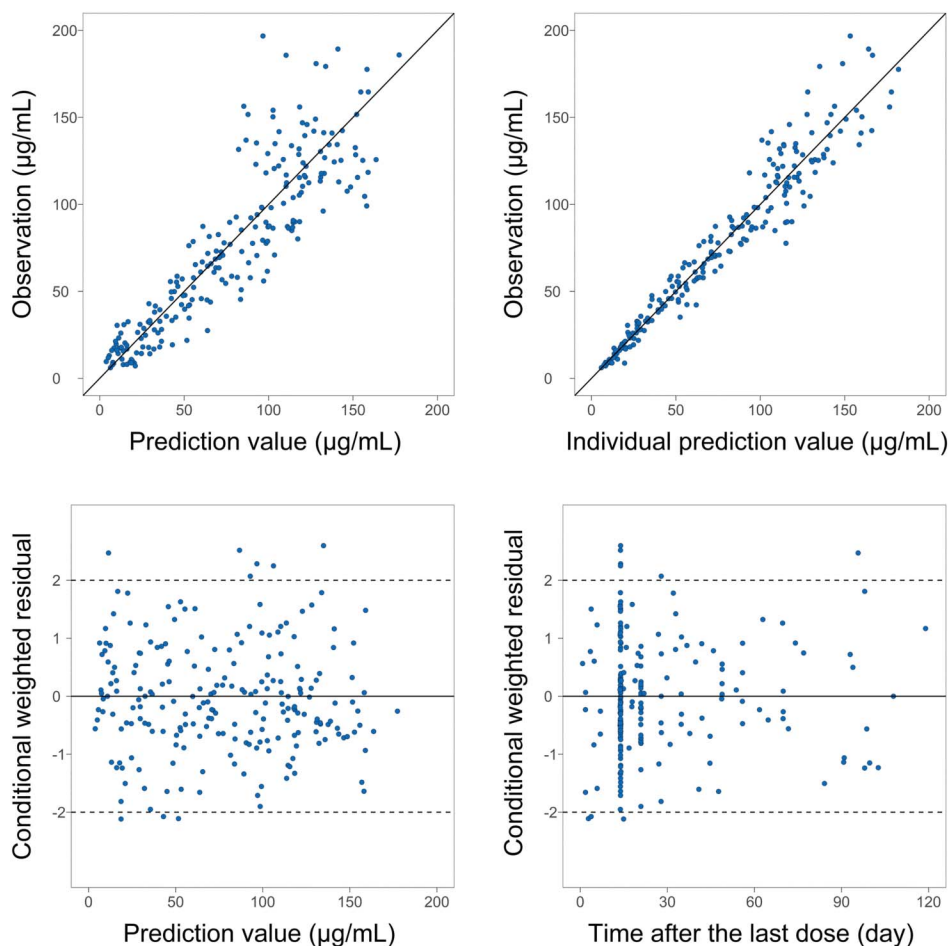 200
150
100
50
0
Observation (µg/mL)
0 50 100 150 200
Prediction value (µg/mL)
200
150
100
50
0
Observation (µg/mL)
0 50 100 150 200
Individual prediction value (µg/mL)
2
1
0
-1
-2
Conditional weighted residual
0 50 100 150 200
Prediction value (µg/mL)
2
1
0
-1
-2
Conditional weighted residual
0 30 60 90 120
Time after the last dose (day)